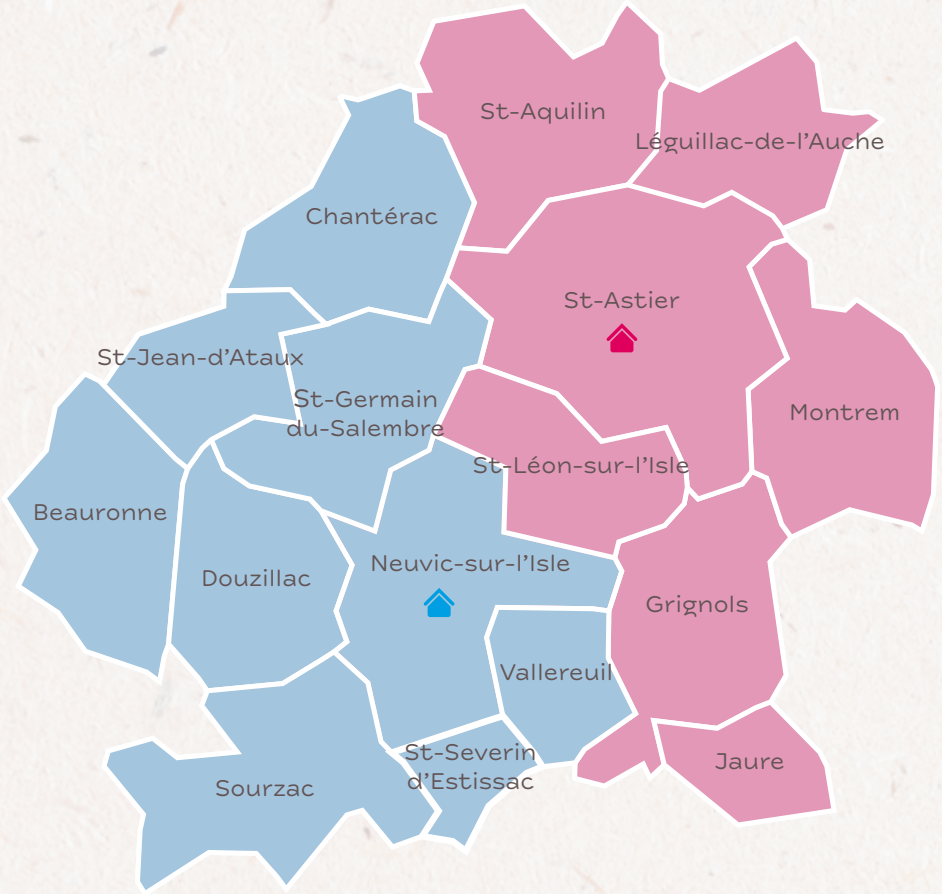 St-Aquilin
Léguillac-de-l'Auche
Chantérac
St-Astier
St-Jean-d'Ataux
St-Germain
du-Salembre
Montrem
St-Léon-sur-l'Isle
Beauronne
Neuvic-sur-l'Isle
Douzillac
Grignols
Vallereuil
St-Severin
d'Estissac
Jaure
Sourzac